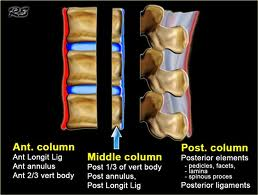 Ant. column
Ant Longit Lig
Ant annulus
Ant 2/3 vert body
Middle column
Post 1/3 of vert body
Post annulus,
Post Longit Lig
Post. column
Posterior elements
- pedicles, facets,
- lamina
- spinous proces
Posterior ligaments